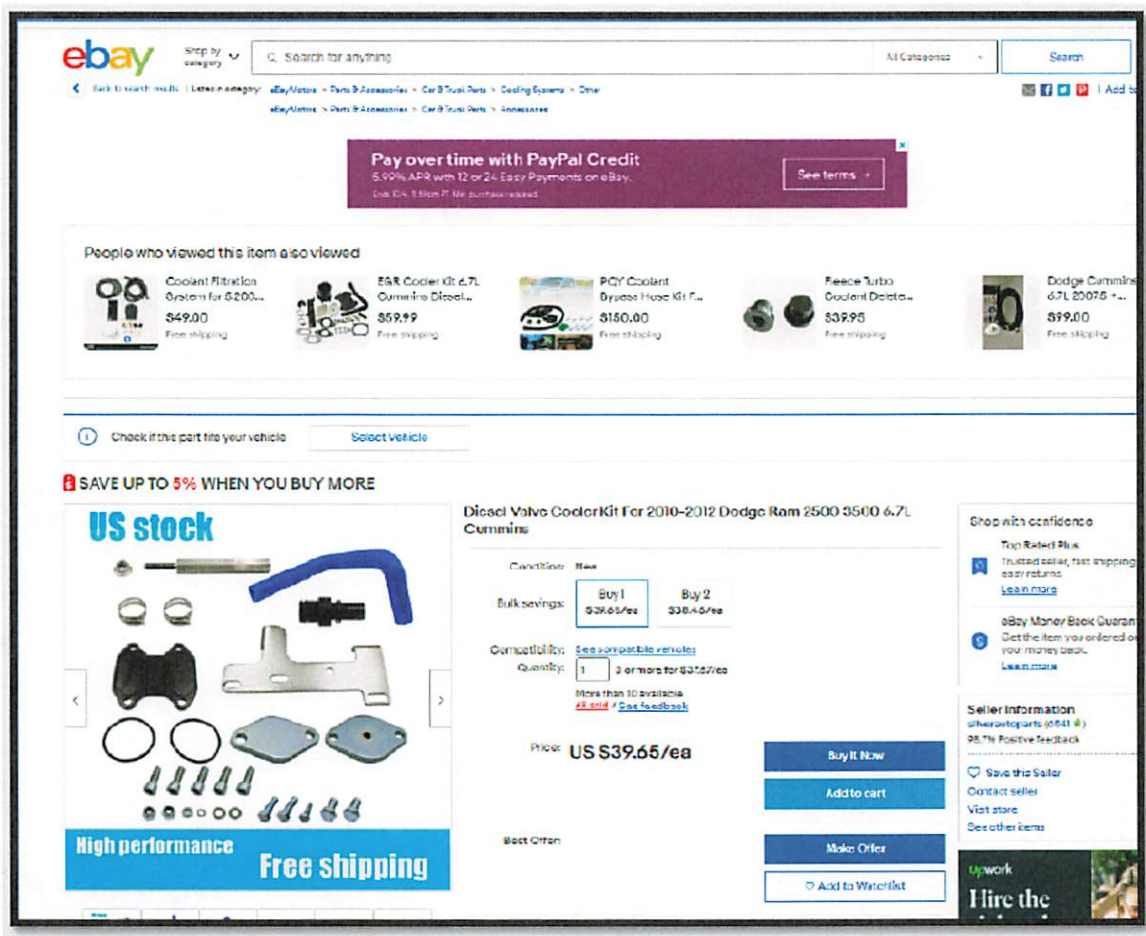 ebay
Shop by category
Search for anything
All Categories
Search
Back to search results | Listed in category: eBay Motors > Parts & Accessories > Car & Truck Parts > Cooling Systems > Other
Add to
eBay Motors > Parts & Accessories > Car & Truck Parts > Accessories
Pay over time with PayPal Credit
5.99% APR with 12 or 24 Easy Payments on eBay.
See terms
People who viewed this item also viewed
Coolant Filtration
System for 5200...
$49.00
Free shipping
EGR Cooler Kit 6.7L
Cummins Diesel...
$59.99
Free shipping
PQY Coolant
Bypass Hose Kit F...
$150.00
Free shipping
Fleece Turbo
Coolant Delete...
$39.95
Free shipping
Dodge Cummins
6.7L 2007.5 +...
$99.00
Free shipping
Check if this part fits your vehicle
Select Vehicle
SAVE UP TO 5% WHEN YOU BUY MORE
US stock
High performance
Free shipping
Diesel Valve Cooler Kit For 2010-2012 Dodge Ram 2500 3500 6.7L
Cummins
Condition: New
Bulk savings:
Buy 1
$39.65/ea
Buy 2
$38.46/ea
Compatibility: See compatible vehicles
Quantity: 1 3 or more for $37.67/ea
More than 10 available
48 sold / See feedback
Price: US $39.65/ea
Buy It Now
Add to cart
Best Offer:
Make Offer
Add to Watchlist
Shop with confidence
Top Rated Plus
Trusted seller, fast shipping
easy returns
Learn more
eBay Money Back Guaran
Get the item you ordered or
your money back.
Learn more
Seller information
silverautoparts (6541)
98.7% Positive feedback
Save this Seller
Contact seller
Visit store
See other items
upwork
Hire the